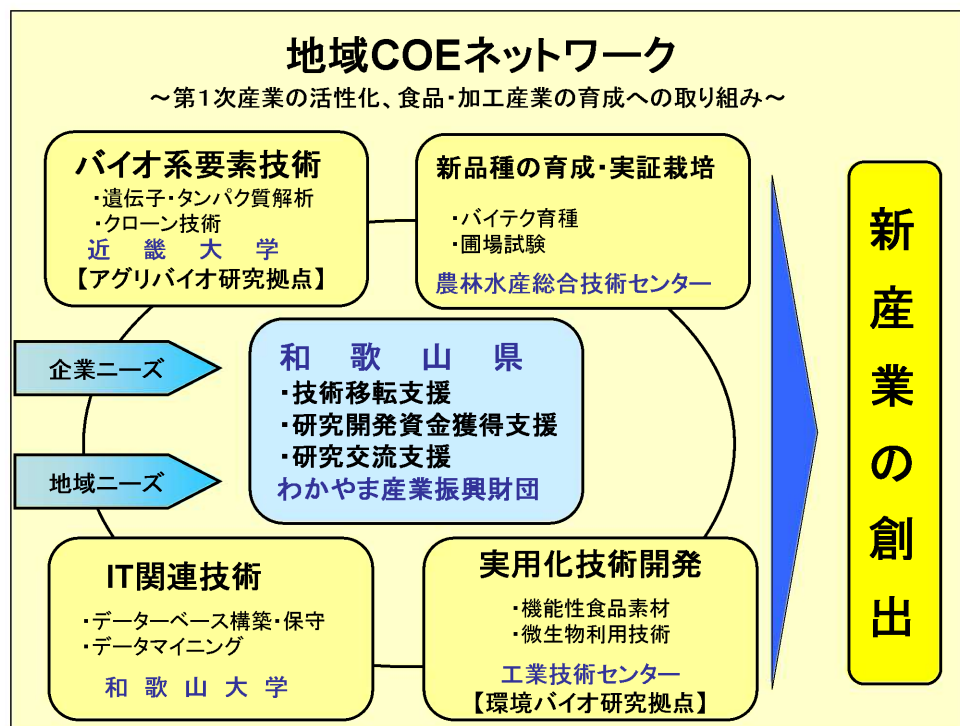 地域COEネットワーク
～第1次産業の活性化、食品・加工産業の育成への取り組み～
バイオ系要素技術
・遺伝子・タンパク質解析
・クローン技術
近畿大学
【アグリバイオ研究拠点】
新品種の育成・実証栽培
・バイテク育種
・圃場試験
農林水産総合技術センター
企業ニーズ
地域ニーズ
和歌山県
・技術移転支援
・研究開発資金獲得支援
・研究交流支援
わかやま産業振興財団
IT関連技術
・データーベース構築・保守
・データマイニング
和歌山大学
実用化技術開発
・機能性食品素材
・微生物利用技術
工業技術センター
【環境バイオ研究拠点】
新産業の創出